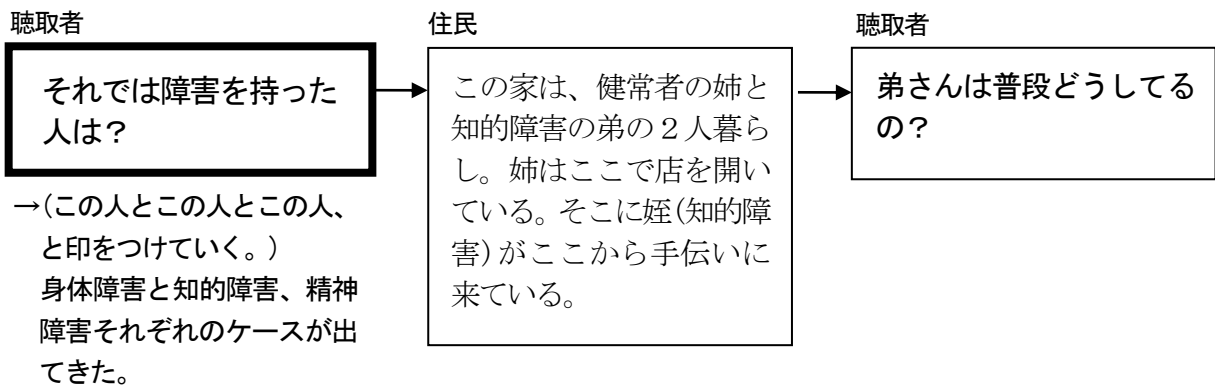 聴取者
それでは障害を持った
人は？
→(この人とこの人とこの人、
と印をつけていく。)
身体障害と知的障害、精神
障害それぞれのケースが出
てきた。
住民
この家は、健常者の姉と
知的障害の弟の２人暮ら
し。姉はここで店を開い
ている。そこに姪(知的障
害)がここから手伝いに
来ている。
聴取者
弟さんは普段どうしてる
の？